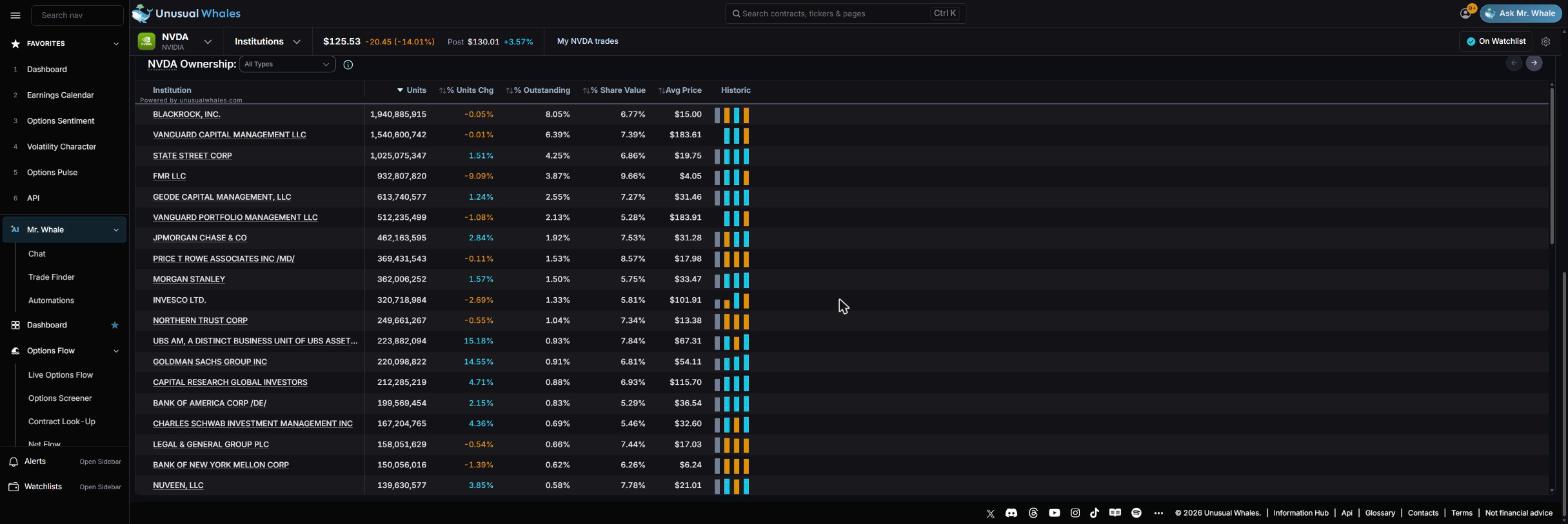 Search nav
Unusual Whales
Search contracts, tickers & pages Ctrl K
9+
Ask Mr. Whale
FAVORITES
1 Dashboard
2 Earnings Calendar
3 Options Sentiment
4 Volatility Character
5 Options Pulse
6 API
Mr. Whale
Chat
Trade Finder
Automations
Dashboard
Options Flow
Live Options Flow
Options Screener
Contract Look-Up
Net Flow
Alerts Open Sidebar
Watchlists Open Sidebar
NVDA
NVIDIA
Institutions
$125.53 -20.45 (-14.01%) Post $130.01 +3.57%
My NVDA trades
On Watchlist
NVDA Ownership: All Types
Institution Units % Units Chg % Outstanding % Share Value Avg Price Historic
Powered by unusualwhales.com
BLACKROCK, INC. 1,940,885,915 -0.05% 8.05% 6.77% $15.00
VANGUARD CAPITAL MANAGEMENT LLC 1,540,600,742 -0.01% 6.39% 7.39% $183.61
STATE STREET CORP 1,025,075,347 1.51% 4.25% 6.86% $19.75
FMR LLC 932,807,820 -9.09% 3.87% 9.66% $4.05
GEODE CAPITAL MANAGEMENT, LLC 613,740,577 1.24% 2.55% 7.27% $31.46
VANGUARD PORTFOLIO MANAGEMENT LLC 512,235,499 -1.08% 2.13% 5.28% $183.91
JPMORGAN CHASE & CO 462,163,595 2.84% 1.92% 7.53% $31.28
PRICE T ROWE ASSOCIATES INC /MD/ 369,431,543 -0.11% 1.53% 8.57% $17.98
MORGAN STANLEY 362,006,252 1.57% 1.50% 5.75% $33.47
INVESCO LTD. 320,718,984 -2.69% 1.33% 5.81% $101.91
NORTHERN TRUST CORP 249,661,267 -0.55% 1.04% 7.34% $13.38
UBS AM, A DISTINCT BUSINESS UNIT OF UBS ASSET... 223,882,094 15.18% 0.93% 7.84% $67.31
GOLDMAN SACHS GROUP INC 220,098,822 14.55% 0.91% 6.81% $54.11
CAPITAL RESEARCH GLOBAL INVESTORS 212,285,219 4.71% 0.88% 6.93% $115.70
BANK OF AMERICA CORP /DE/ 199,569,454 2.15% 0.83% 5.29% $36.54
CHARLES SCHWAB INVESTMENT MANAGEMENT INC 167,204,765 4.36% 0.69% 5.46% $32.60
LEGAL & GENERAL GROUP PLC 158,051,629 -0.54% 0.66% 7.44% $17.03
BANK OF NEW YORK MELLON CORP 150,056,016 -1.39% 0.62% 6.26% $6.24
NUVEEN, LLC 139,630,577 3.85% 0.58% 7.78% $21.01
© 2026 Unusual Whales. | Information Hub | Api | Glossary | Contacts | Terms | Not financial advice